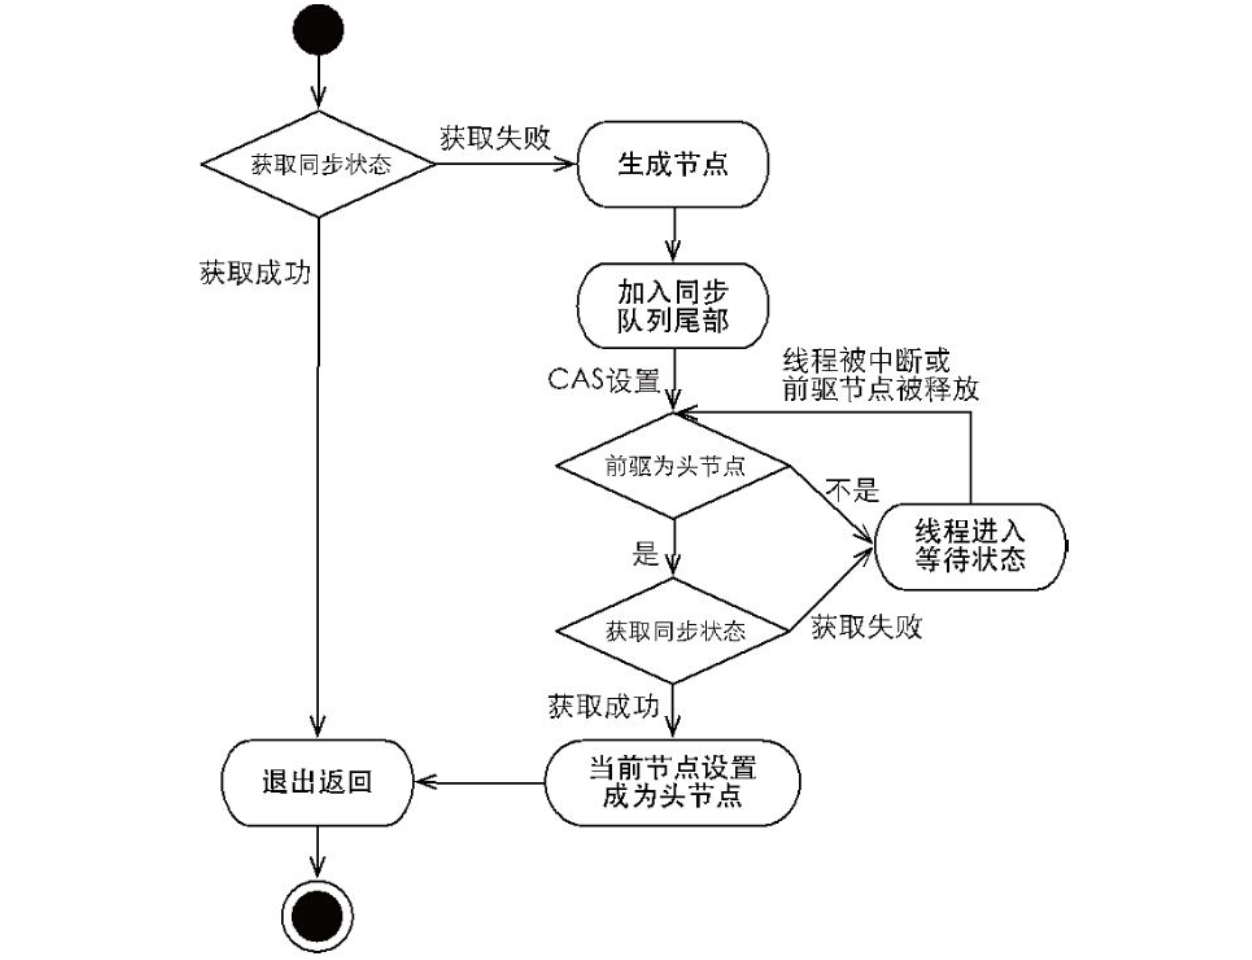 获取同步状态
获取失败
生成节点
获取成功
加入同步
队列尾部
CAS设置
线程被中断或
前驱节点被释放
前驱为头节点
不是
线程进入
等待状态
是
获取同步状态
获取失败
获取成功
退出返回
当前节点设置
成为头节点